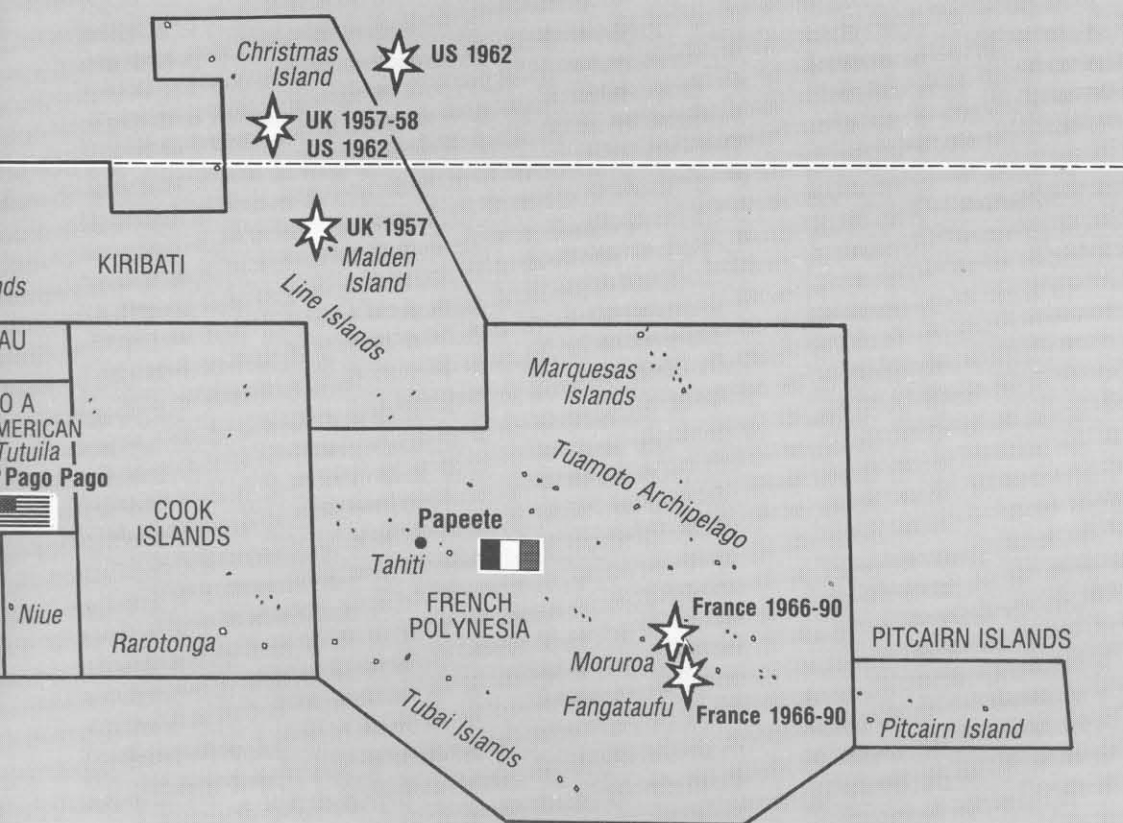 Christmas
Island
US 1962
UK 1957-58
US 1962
UK 1957
Malden
Island
KIRIBATI
Line Islands
Marquesas
Islands
Tutuila
Pago Pago
Tuamoto Archipelago
COOK
ISLANDS
Papeete
Tahiti
Niue
Rarotonga
FRENCH
POLYNESIA
France 1966-90
Moruroa
Fangataufu
France 1966-90
Tubai Islands
PITCAIRN ISLANDS
Pitcairn Island